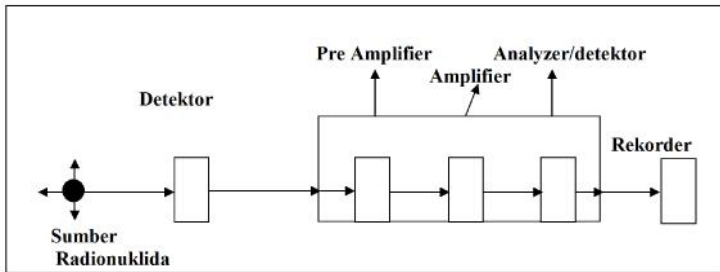 Pre Amplifier
Analyzer/detektor
Amplifier
Detektor
Rekorder
Sumber
Radionuklida